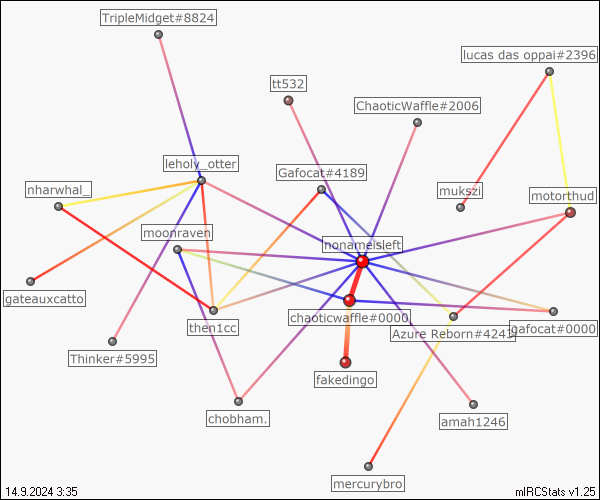 TripleMidget#8824
lucas das oppai#2396
tt532
ChaoticWaffle#2006
leholy_otter
Gafocat#4189
nharwhal_
mukszi
motorthud
moonraven
nonameisleft
gateauxcatto
then1cc
chaoticwaffle#0000
Azure Reborn#4243
gafocat#0000
Thinker#5995
fakedingo
chobham.
amah1246
mercurybro
14.9.2024 3:35
mIRCStats v1.25